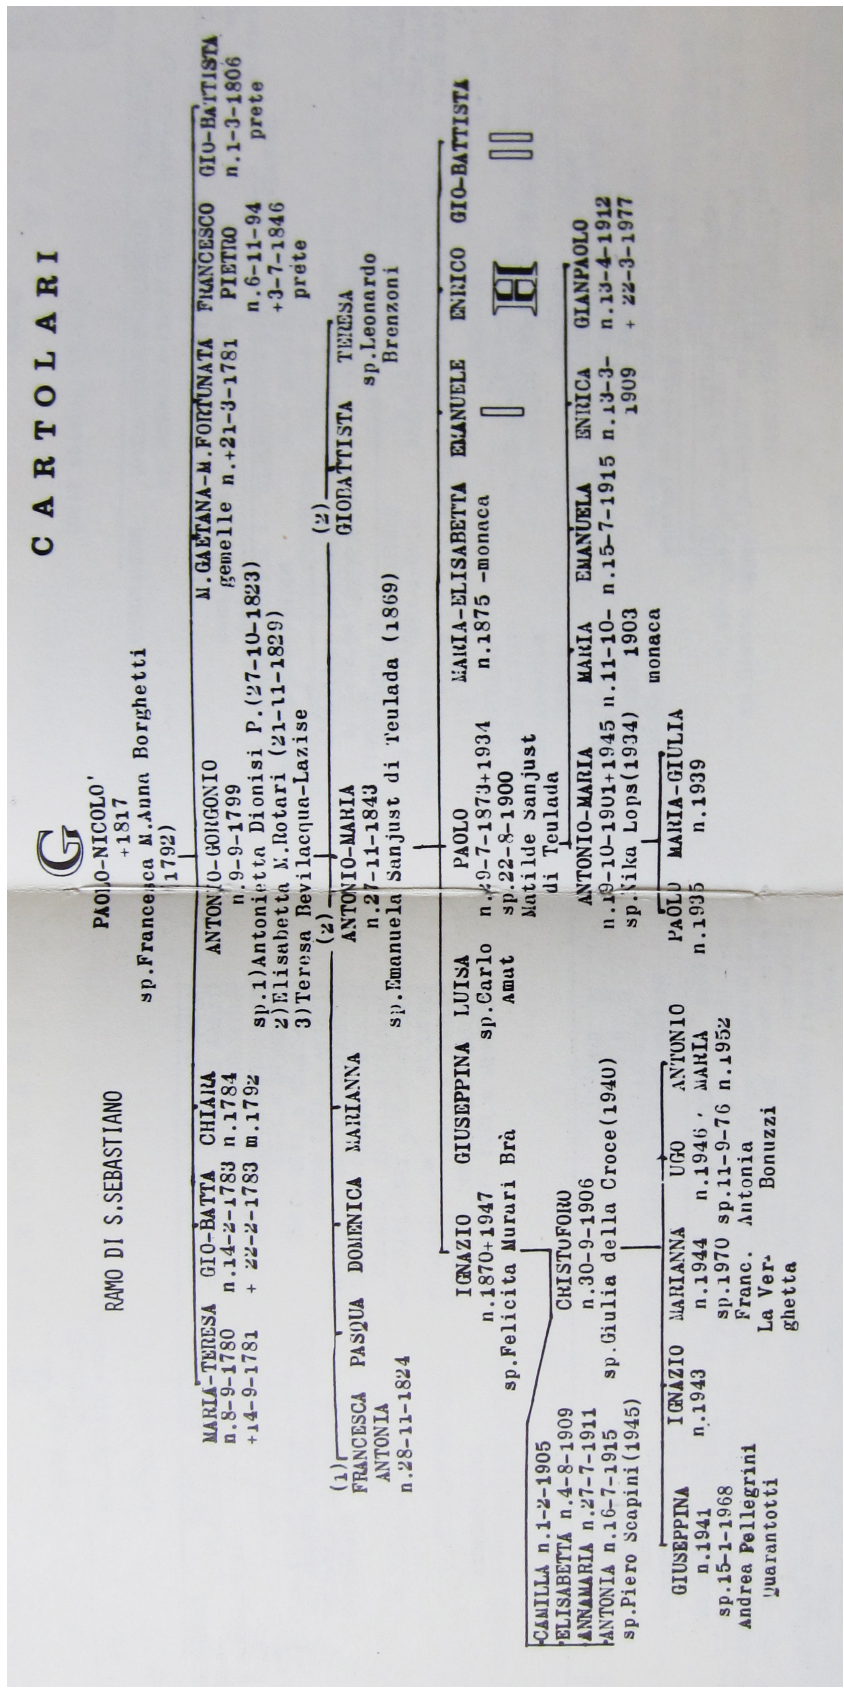 CARTOLARI
G
RAMO DI S.SEBASTIANO
PAOLO-NICOLO'
+1817
sp.Francesca M.Anna Borghetti
1792)
MARIA-TERESA
n.8-9-1780
+14-9-1781
GIO-BATTA
n.14-2-1783
+ 22-2-1783
CHIARA
n.1784
m.1792
ANTONIO-GORGONIO
n.9-9-1799
sp.1)Antonietta Dionisi P.(27-10-1823)
2)Elisabetta M.Rotari (21-11-1829)
3)Teresa Bevilacqua-Lazise
M.GAETANA-M.FORTUNATA
gemelle n.+21-3-1781
FRANCESCO
PIETRO
n.6-11-94
+3-7-1846
prete
GIO-BATTISTA
n.1-3-1806
prete
(1)
FRANCESCA
ANTONIA
n.28-11-1824
PASQUA
DOMENICA
MARIANNA
(2)
ANTONIO-MARIA
n.27-11-1843
sp.Emanuela Sanjust di Teulada (1869)
(2)
GIOBATTISTA
TERESA
sp.Leonardo
Brenzoni
IGNAZIO
n.1870+1947
sp.Felicita Murari Brà
GIUSEPPINA
LUISA
sp.Carlo
Amat
PAOLO
n.29-7-1873+1934
sp.22-8-1900
Matilde Sanjust
di Teulada
MARIA-ELISABETTA
n.1875 -monaca
EMANUELE
I
ENRICO
H
GIO-BATTISTA
II
CAMILLA n.1-2-1905
ELISABETTA n.4-8-1909
ANNAMARIA n.27-7-1911
ANTONIA n.16-7-1915
sp.Piero Scapini(1945)
CRISTOFORO
n.30-9-1906
sp.Giulia della Croce(1940)
ANTONIO-MARIA
n.19-10-1901+1945
sp.Nika Lops(1934)
MARIA
n.11-10-
1903
monaca
EMANUELA
n.15-7-1915
ENRICA
n.13-3-
1909
GIANPAOLO
n.13-4-1912
+ 22-3-1977
GIUSEPPINA
n.1941
sp.15-1-1968
Andrea Pellegrini
Quarantotti
IGNAZIO
n.1943
MARIANNA
n.1944
sp.1970
Franc.
La Ver-
ghetta
UGO
n.1946
sp.11-9-76
Antonia
Bonuzzi
ANTONIO
MARIA
n.1952
PAOLO
n.1935
MARIA-GIULIA
n.1939